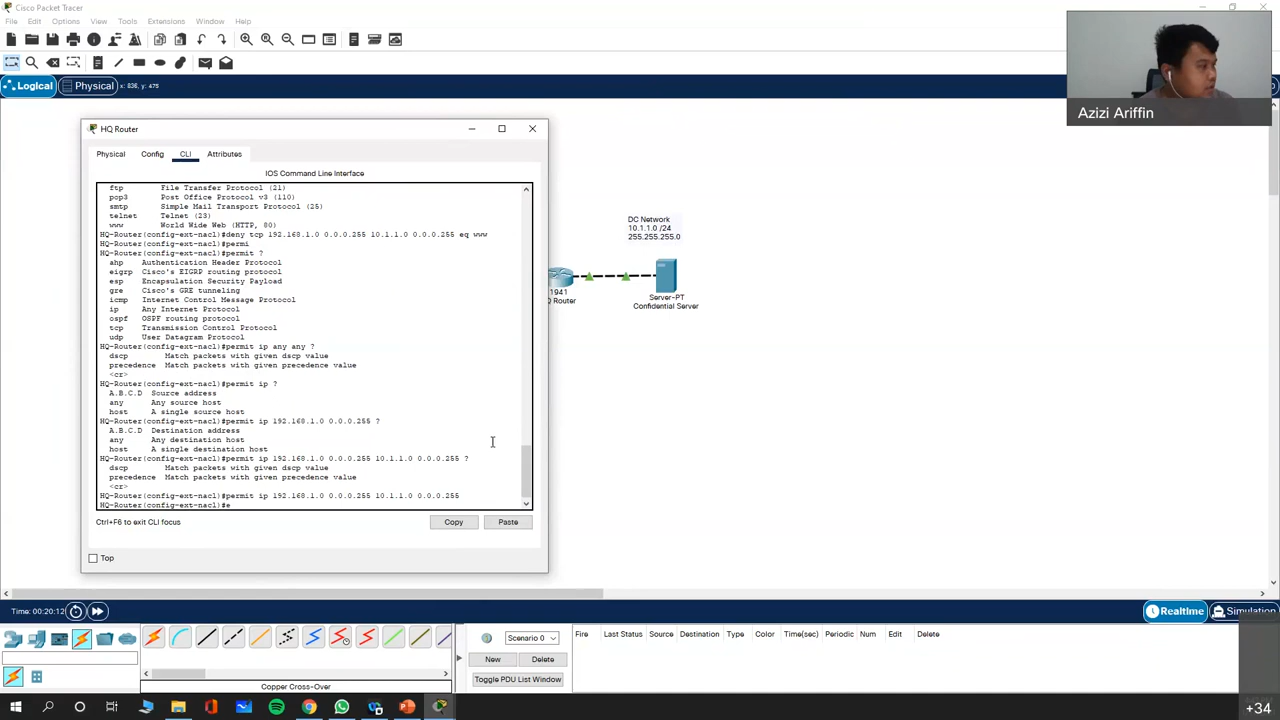 Cisco Packet Tracer
File Edit Options View Tools Extensions Window Help
Logical Physical x: 836, y: 475
Azizi Ariffin
HQ Router
Physical Config CLI Attributes
IOS Command Line Interface
ftp File Transfer Protocol (21)
pop3 Post Office Protocol v3 (110)
smtp Simple Mail Transport Protocol (25)
telnet Telnet (23)
www World Wide Web (HTTP, 80)
HQ-Router(config-ext-nacl)#deny tcp 192.168.1.0 0.0.0.255 10.1.1.0 0.0.0.255 eq www
HQ-Router(config-ext-nacl)#permi
HQ-Router(config-ext-nacl)#permit ?
ahp Authentication Header Protocol
eigrp Cisco's EIGRP routing protocol
esp Encapsulation Security Payload
gre Cisco's GRE tunneling
icmp Internet Control Message Protocol
ip Any Internet Protocol
ospf OSPF routing protocol
tcp Transmission Control Protocol
udp User Datagram Protocol
HQ-Router(config-ext-nacl)#permit ip any any ?
dscp Match packets with given dscp value
precedence Match packets with given precedence value
<cr>
HQ-Router(config-ext-nacl)#permit ip ?
A.B.C.D Source address
any Any source host
host A single source host
HQ-Router(config-ext-nacl)#permit ip 192.168.1.0 0.0.0.255 ?
A.B.C.D Destination address
any Any destination host
host A single destination host
HQ-Router(config-ext-nacl)#permit ip 192.168.1.0 0.0.0.255 10.1.1.0 0.0.0.255 ?
dscp Match packets with given dscp value
precedence Match packets with given precedence value
<cr>
HQ-Router(config-ext-nacl)#permit ip 192.168.1.0 0.0.0.255 10.1.1.0 0.0.0.255
HQ-Router(config-ext-nacl)#e
Ctrl+F6 to exit CLI focus
Copy Paste
Top
DC Network
10.1.1.0 /24
255.255.255.0
1941
Q Router
Server-PT
Confidential Server
Time: 00:20:12
Realtime Simulation
Scenario 0
Fire Last Status Source Destination Type Color Time(sec) Periodic Num Edit Delete
New Delete
Toggle PDU List Window
Copper Cross-Over
+34